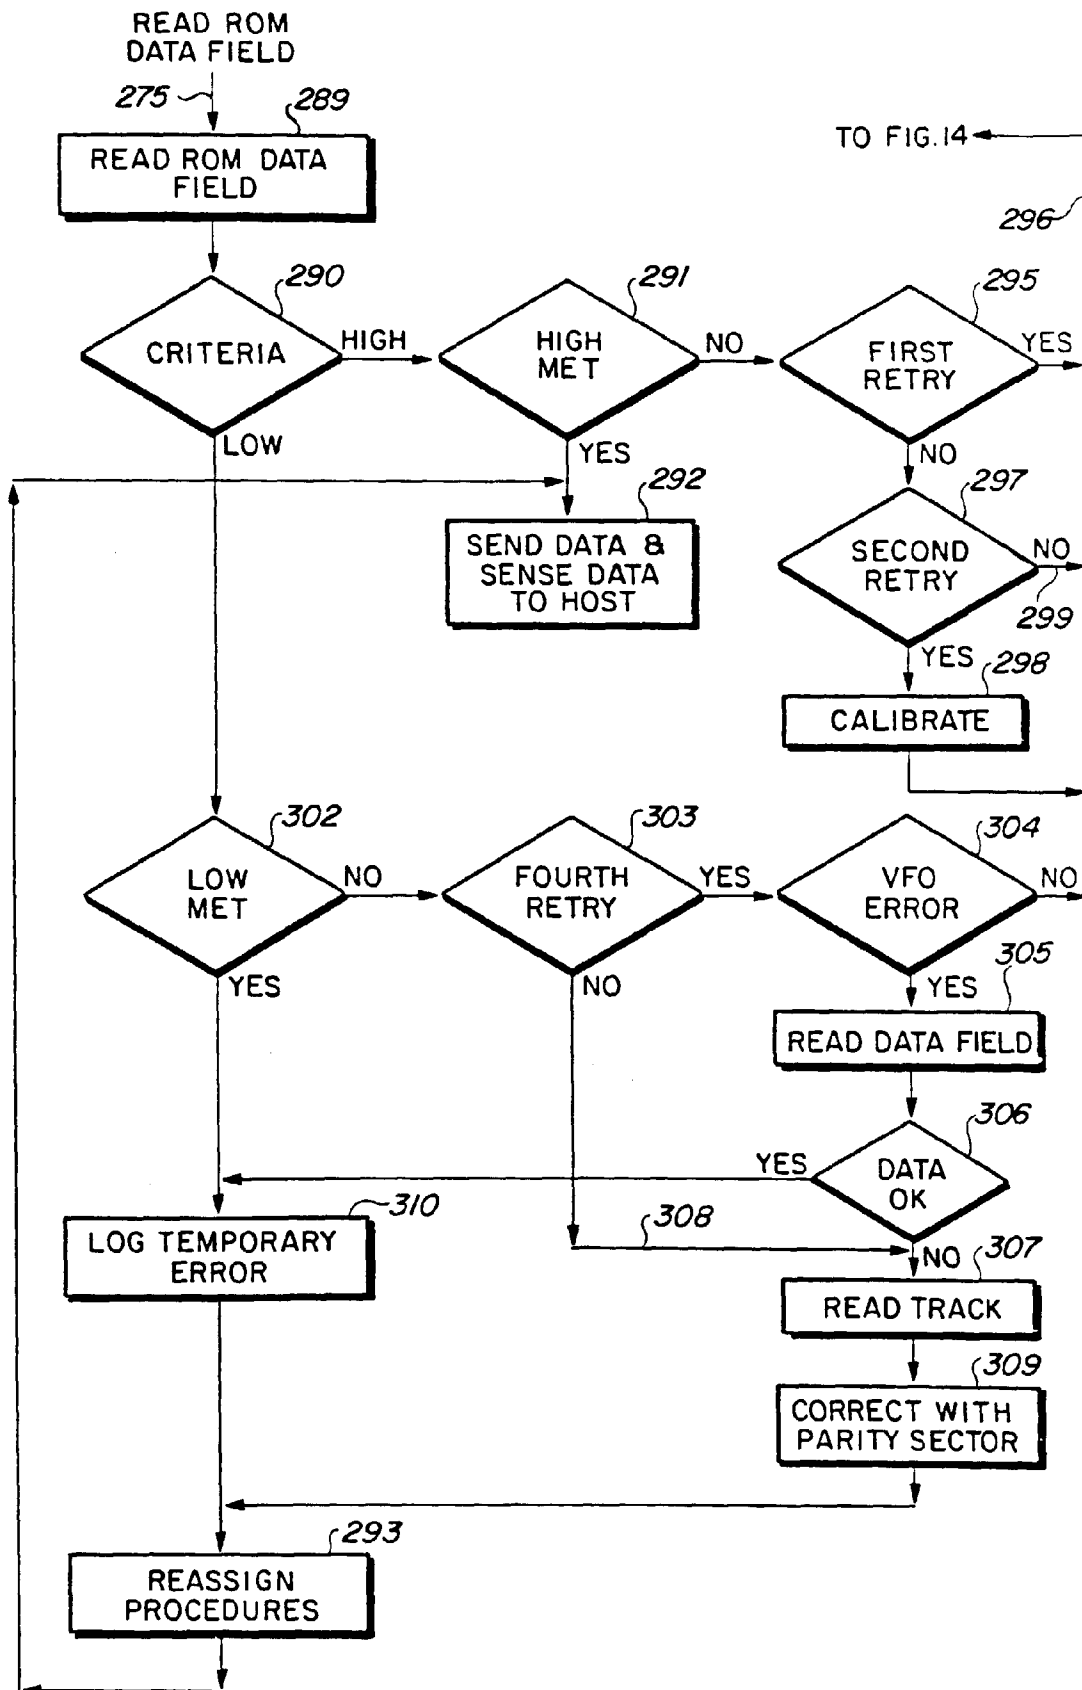 READ ROM
DATA FIELD
275
289
READ ROM DATA
FIELD
TO FIG.14
296
290
CRITERIA
HIGH
LOW
291
HIGH
MET
NO
YES
295
FIRST
RETRY
YES
NO
292
SEND DATA &
SENSE DATA
TO HOST
297
SECOND
RETRY
NO
299
YES
298
CALIBRATE
302
LOW
MET
NO
YES
303
FOURTH
RETRY
YES
NO
304
VFO
ERROR
NO
YES
305
READ DATA FIELD
306
DATA
OK
YES
NO
308
310
LOG TEMPORARY
ERROR
307
READ TRACK
309
CORRECT WITH
PARITY SECTOR
293
REASSIGN
PROCEDURES